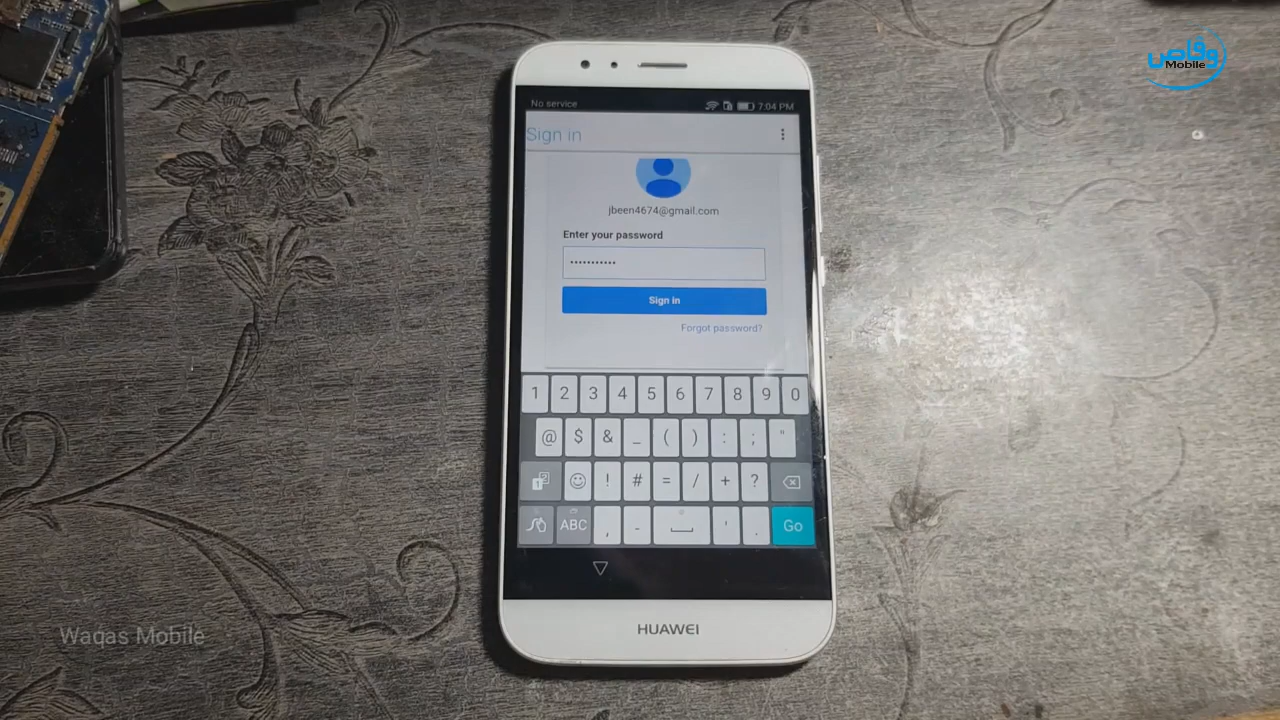 وقاص
Mobile
No service
7:04 PM
Sign in
jbeen4674@gmail.com
Enter your password
•••••••••••
Sign in
Forgot password?
1 2 3 4 5 6 7 8 9 0
@ $ & _ ( ) : ; "
! # = / + ?
ABC , - ' . Go
HUAWEI
Waqas Mobile